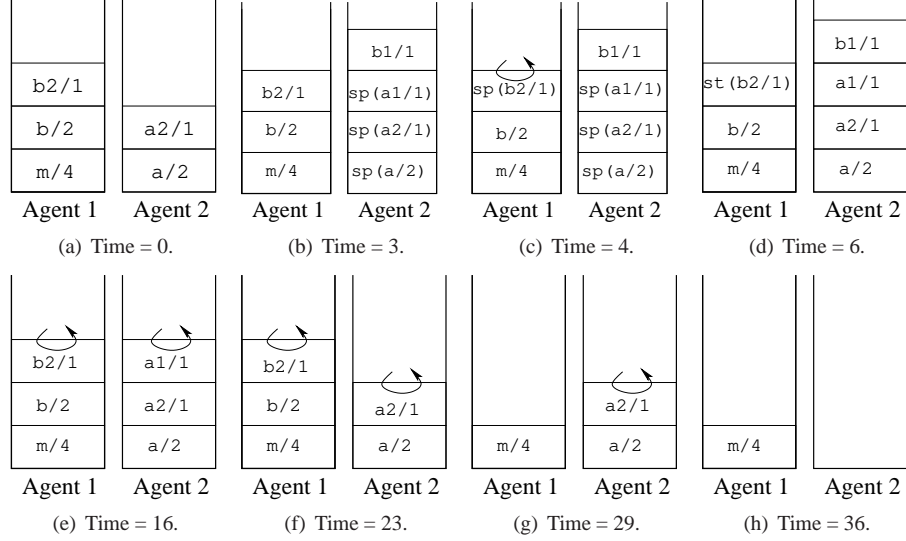 b2/1
b/2
m/4
Agent 1
a2/1
a/2
Agent 2
(a) Time = 0.
b2/1
b/2
m/4
Agent 1
b1/1
sp(a1/1)
sp(a2/1)
sp(a/2)
Agent 2
(b) Time = 3.
sp(b2/1)
b/2
m/4
Agent 1
b1/1
sp(a1/1)
sp(a2/1)
sp(a/2)
Agent 2
(c) Time = 4.
st(b2/1)
b/2
m/4
Agent 1
b1/1
a1/1
a2/1
a/2
Agent 2
(d) Time = 6.
b2/1
b/2
m/4
Agent 1
a1/1
a2/1
a/2
Agent 2
(e) Time = 16.
b2/1
b/2
m/4
Agent 1
a2/1
a/2
Agent 2
(f) Time = 23.
m/4
Agent 1
a2/1
a/2
Agent 2
(g) Time = 29.
m/4
Agent 1
Agent 2
(h) Time = 36.